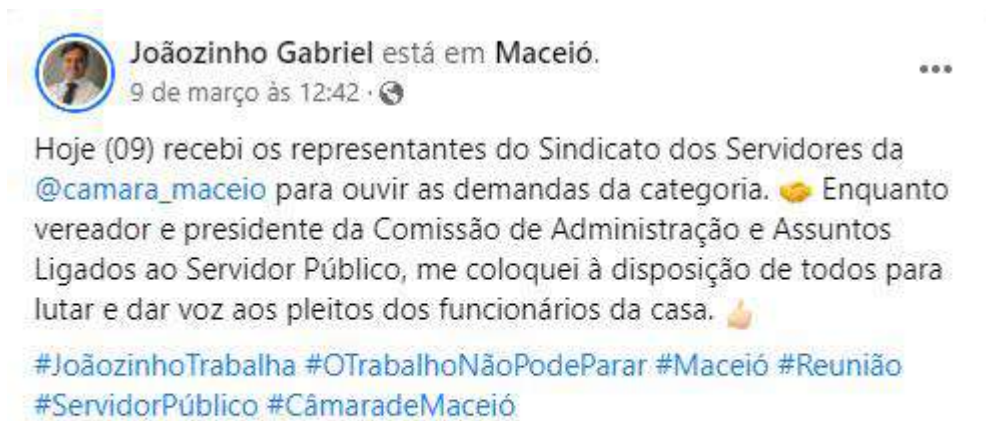 Joãozinho Gabriel está em Maceió.
9 de março às 12:42 ·
Hoje (09) recebi os representantes do Sindicato dos Servidores da
@camara_maceio para ouvir as demandas da categoria. 🤝 Enquanto
vereador e presidente da Comissão de Administração e Assuntos
Ligados ao Servidor Público, me coloquei à disposição de todos para
lutar e dar voz aos pleitos dos funcionários da casa. 👍🏻
#JoãozinhoTrabalha #OTrabalhoNãoPodeParar #Maceió #Reunião
#ServidorPúblico #CâmaradeMaceió